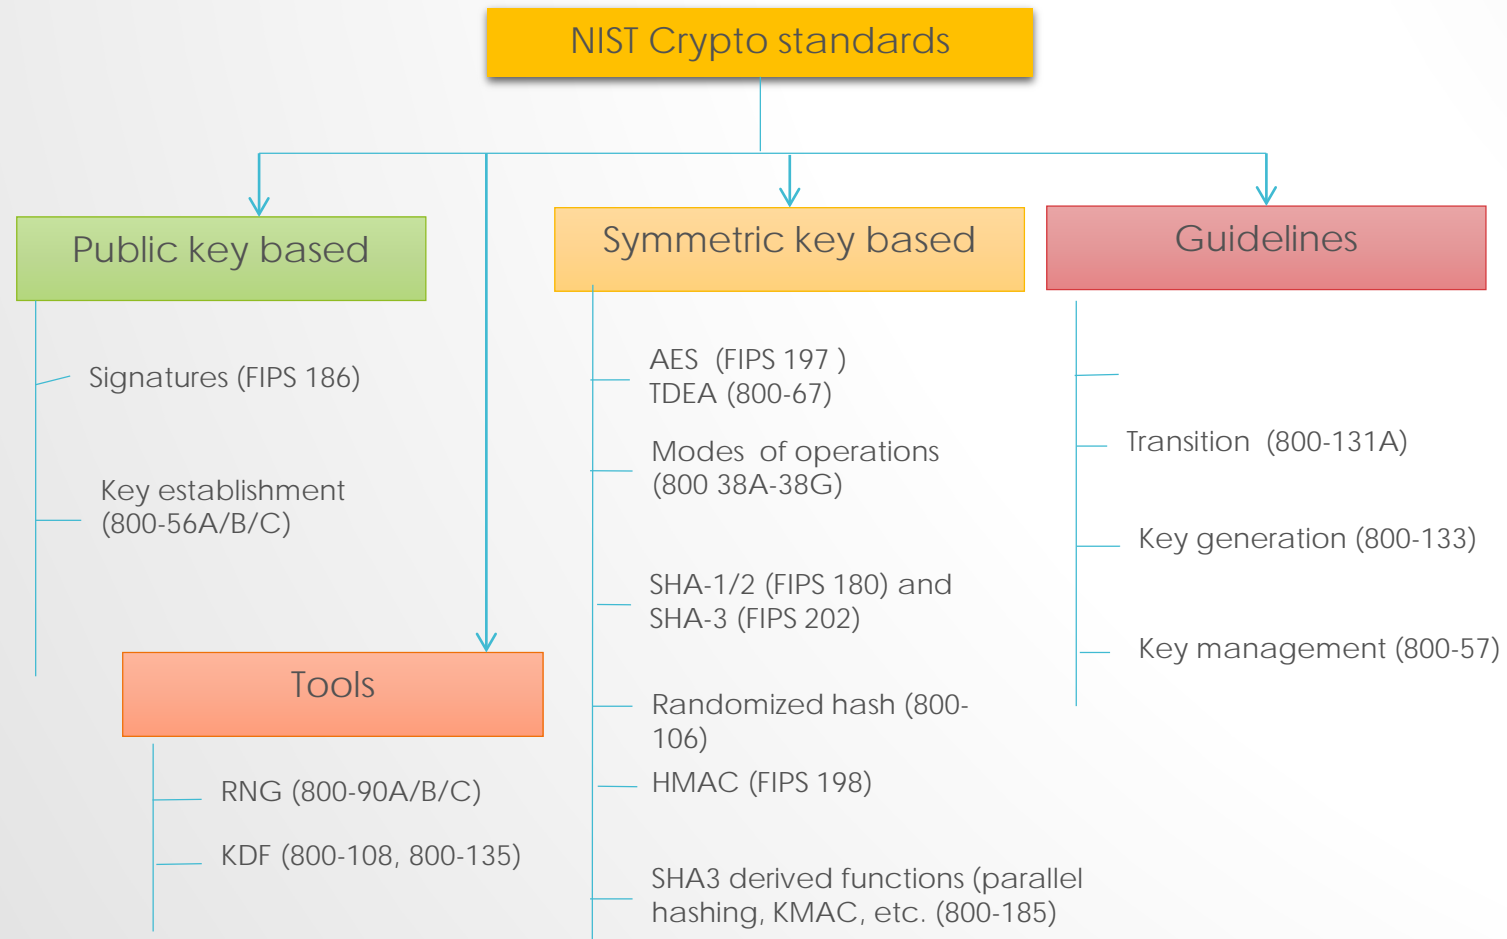 NIST Crypto standards
Public key based
Signatures (FIPS 186)
Key establishment
(800-56A/B/C)
Tools
RNG (800-90A/B/C)
KDF (800-108, 800-135)
Symmetric key based
AES  (FIPS 197 )
TDEA (800-67)
Modes  of operations
(800 38A-38G)
SHA-1/2 (FIPS 180) and
SHA-3 (FIPS 202)
Randomized hash (800-
106)
HMAC (FIPS 198)
SHA3 derived functions (parallel
hashing, KMAC, etc. (800-185)
Guidelines
Transition  (800-131A)
Key generation (800-133)
Key management (800-57)